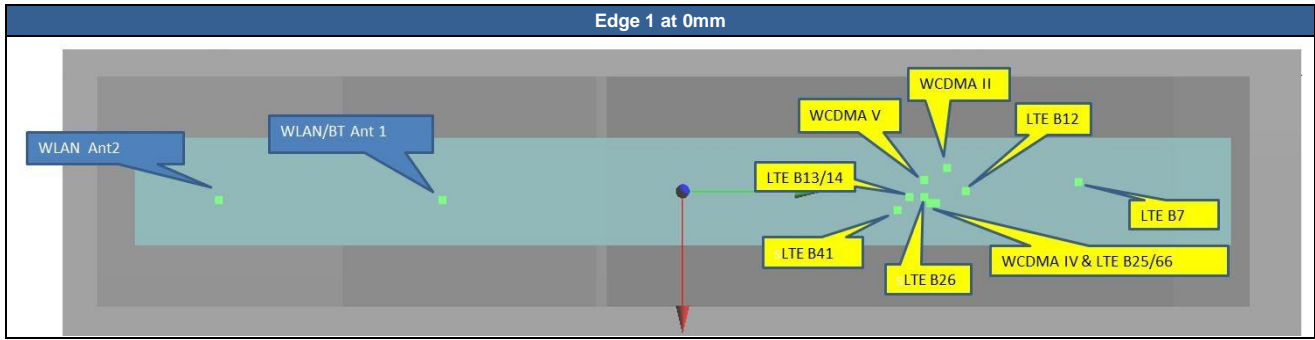 Edge 1 at 0mm
WCDMA II
WCDMA V
LTE B12
WLAN/BT Ant 1
WLAN Ant2
LTE B13/14
LTE B7
LTE B41
WCDMA IV & LTE B25/66
LTE B26